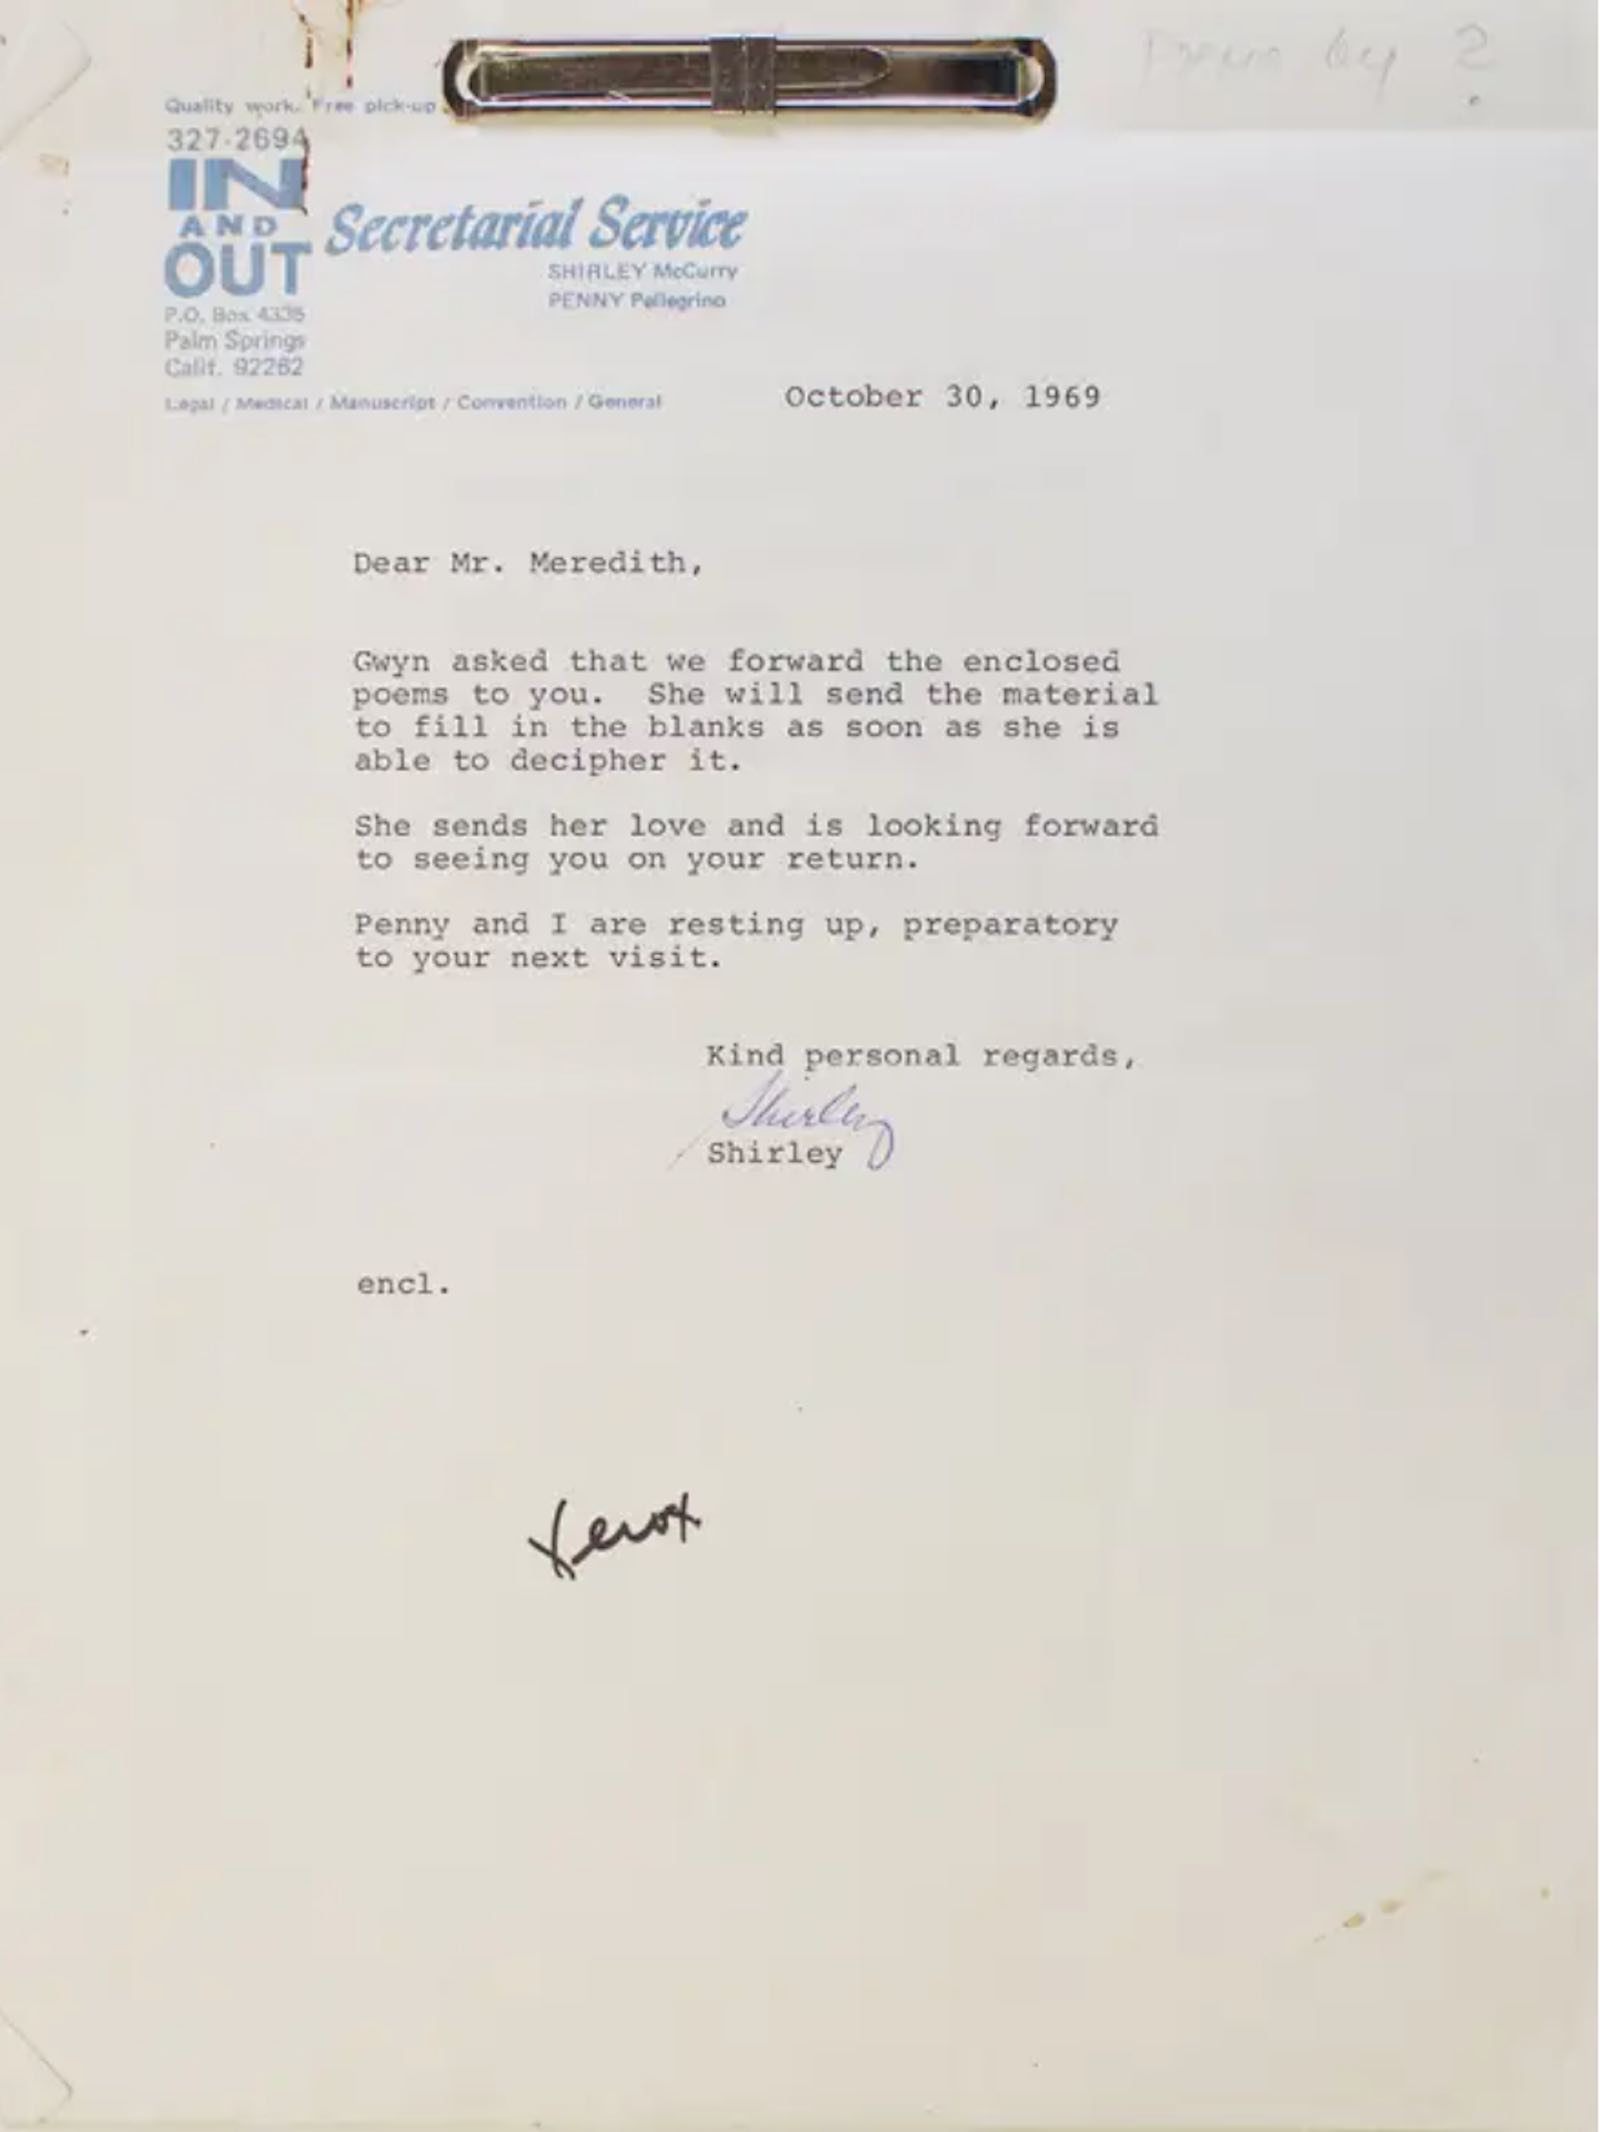 Quality work. Free pick-up
327-2694
IN
AND
OUT
Secretarial Service
SHIRLEY McCurry
PENNY Pellegrino
P.O. Box 4335
Palm Springs
Calif. 92262
Legal / Medical / Manuscript / Convention / General
October 30, 1969
Dear Mr. Meredith,
Gwyn asked that we forward the enclosed
poems to you. She will send the material
to fill in the blanks as soon as she is
able to decipher it.
She sends her love and is looking forward
to seeing you on your return.
Penny and I are resting up, preparatory
to your next visit.
Kind personal regards,
Shirley
Shirley
encl.
Xerox
by ?